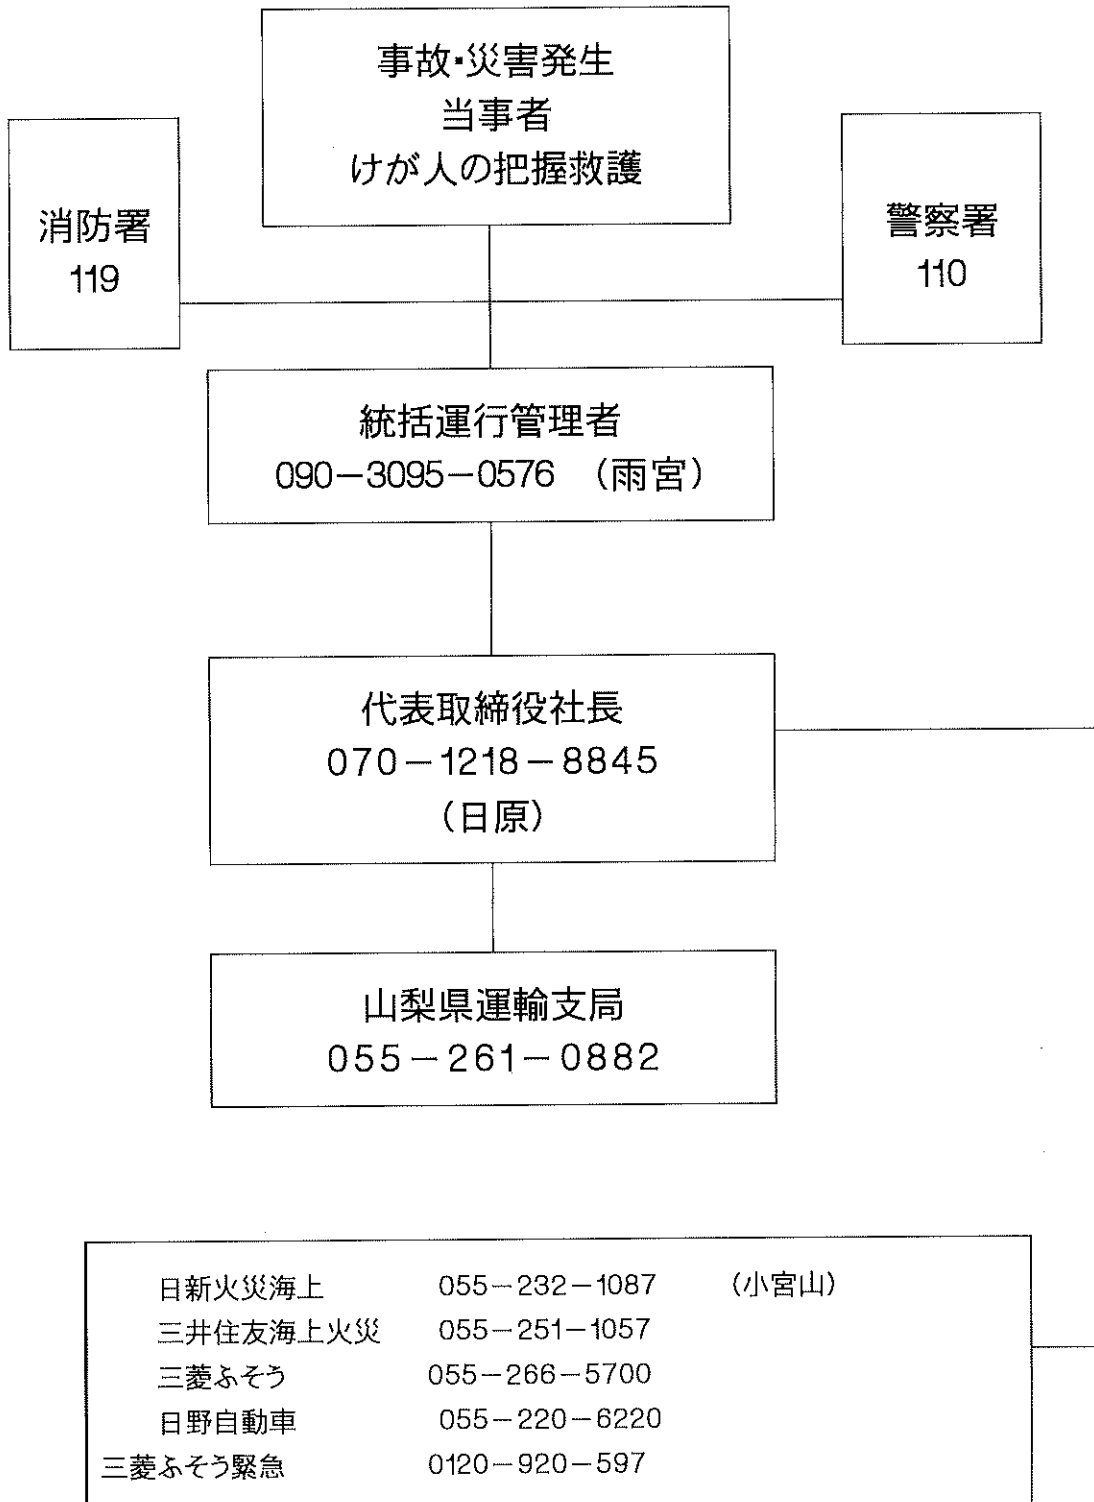 事故・災害発生
当事者
けが人の把握救護
消防署
119
警察署
110
統括運行管理者
090－3095－0576 （雨宮）
代表取締役社長
070－1218－8845
（日原）
山梨県運輸支局
055－261－0882
日新火災海上 055－232－1087 （小宮山）
三井住友海上火災 055－251－1057
三菱ふそう 055－266－5700
日野自動車 055－220－6220
三菱ふそう緊急 0120－920－597